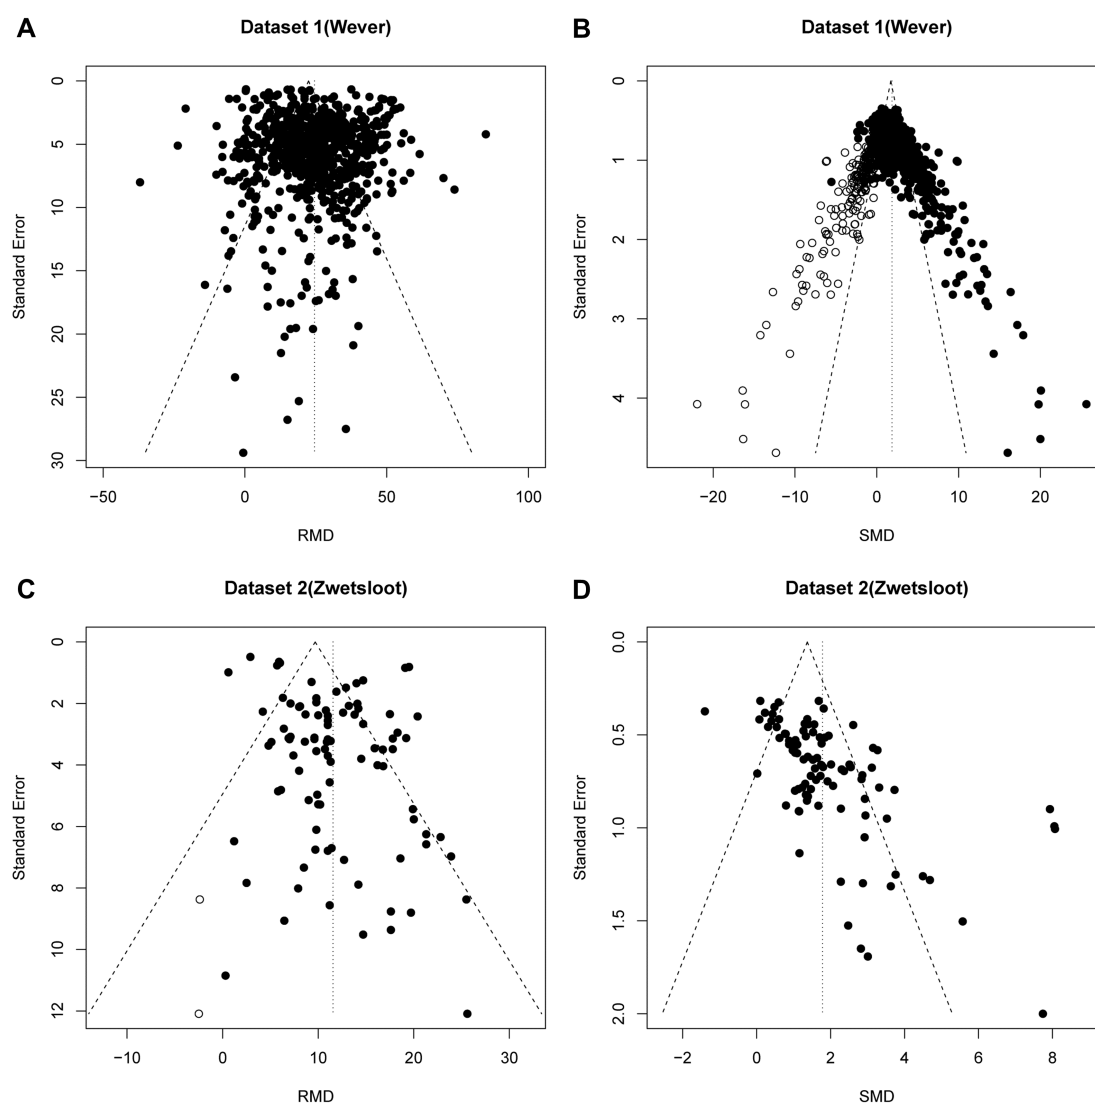 A
Dataset 1(Wever)
0
5
10
15
20
25
30
Standard Error
−50 0 50 100
RMD
B
Dataset 1(Wever)
0
1
2
3
4
Standard Error
−20 −10 0 10 20
SMD
C
Dataset 2(Zwetsloot)
0
2
4
6
8
10
12
Standard Error
−10 0 10 20 30
RMD
D
Dataset 2(Zwetsloot)
0.0
0.5
1.0
1.5
2.0
Standard Error
−2 0 2 4 6 8
SMD